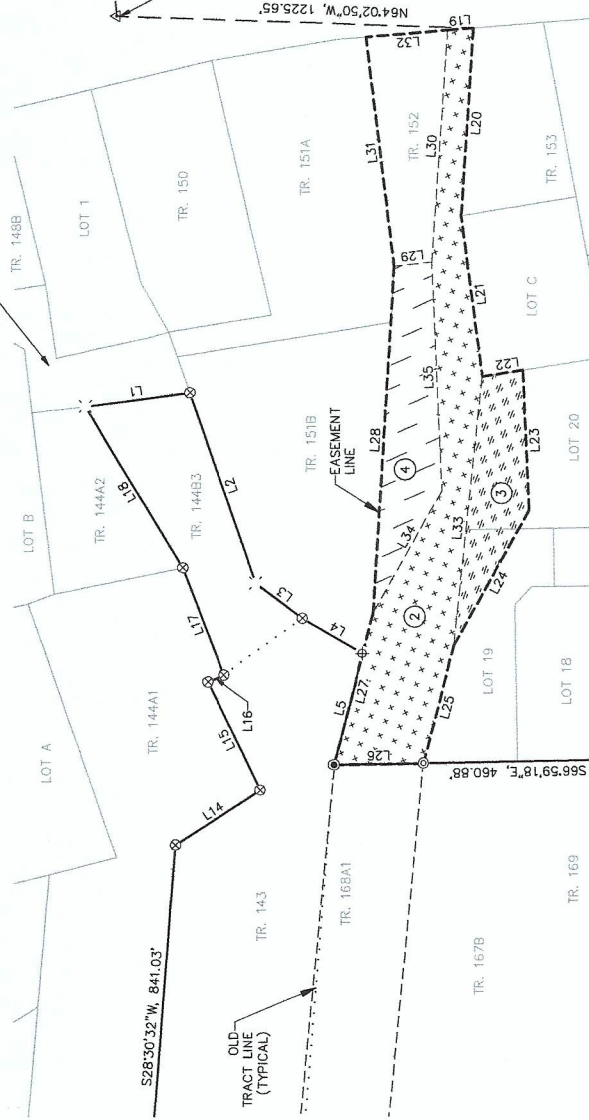 N64°02'50"W, 1225.65'
L19
L32
TR. 148B
LOT 1
TR. 150
TR. 151A
L31
TR. 152
L30
L20
TR. 153
L29
L21
LOT C
L1
L22
LOT B
TR. 144A2
L18
TR. 144B3
L2
TR. 151B
EASEMENT
LINE
L28
4
L35
3
L23
LOT 20
L3
L34
L33
L24
L17
L4
2
LOT A
TR. 144A1
L15
L16
L5
L27
L25
LOT 19
LOT 18
L26
L14
S66°59'18"E, 460.88'
S28°30'32"W, 841.03'
TR. 143
TR. 168A1
OLD
TRACT LINE
(TYPICAL)
TR. 167B
TR. 169